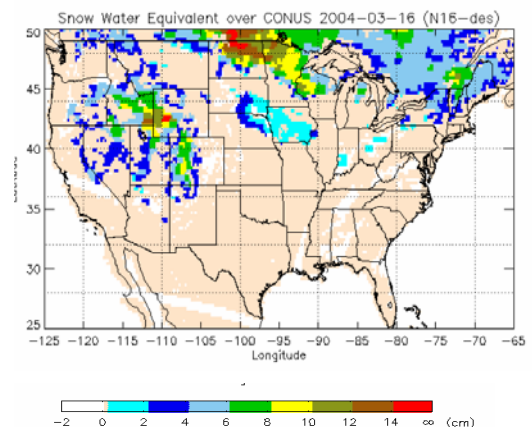 Snow Water Equivalent over CONUS 2004-03-16 (N16-des)
50
45
40
35
30
25
-125 -120 -115 -110 -105 -100 -95 -90 -85 -80 -75 -70 -65
Longitude
-2 0 2 4 6 8 10 12 14 ∞ (cm)